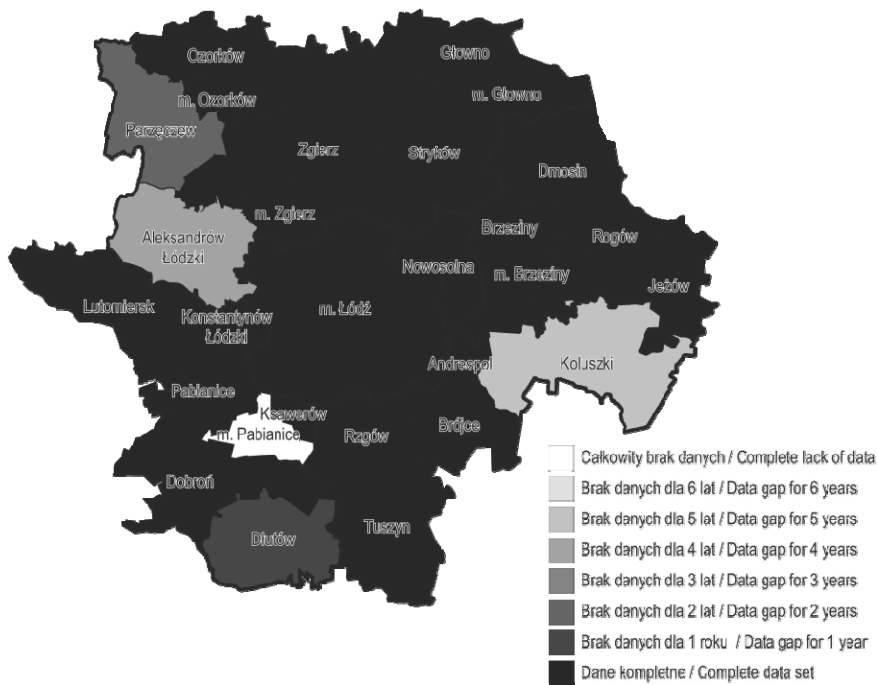 Ozorków
Głowno
m. Ozorków
m. Głowno
Parzęczew
Zgierz
Stryków
Dmosin
m. Zgierz
Aleksandrów
Łódzki
Brzeziny
Rogów
Nowosolna
m. Brzeziny
Jeżów
Lutomiersk
Konstantynów
Łódzki
m. Łódź
Andrespol
Koluszki
Pabianice
Ksawerów
m. Pabianice
Rzgów
Brójce
Dobroń
Dłutów
Tuszyn
Całkowity brak danych / Complete lack of data
Brak danych dla 6 lat / Data gap for 6 years
Brak danych dla 5 lat / Data gap for 5 years
Brak danych dla 4 lat / Data gap for 4 years
Brak danych dla 3 lat / Data gap for 3 years
Brak danych dla 2 lat / Data gap for 2 years
Brak danych dla 1 roku / Data gap for 1 year
Dane kompletne / Complete data set